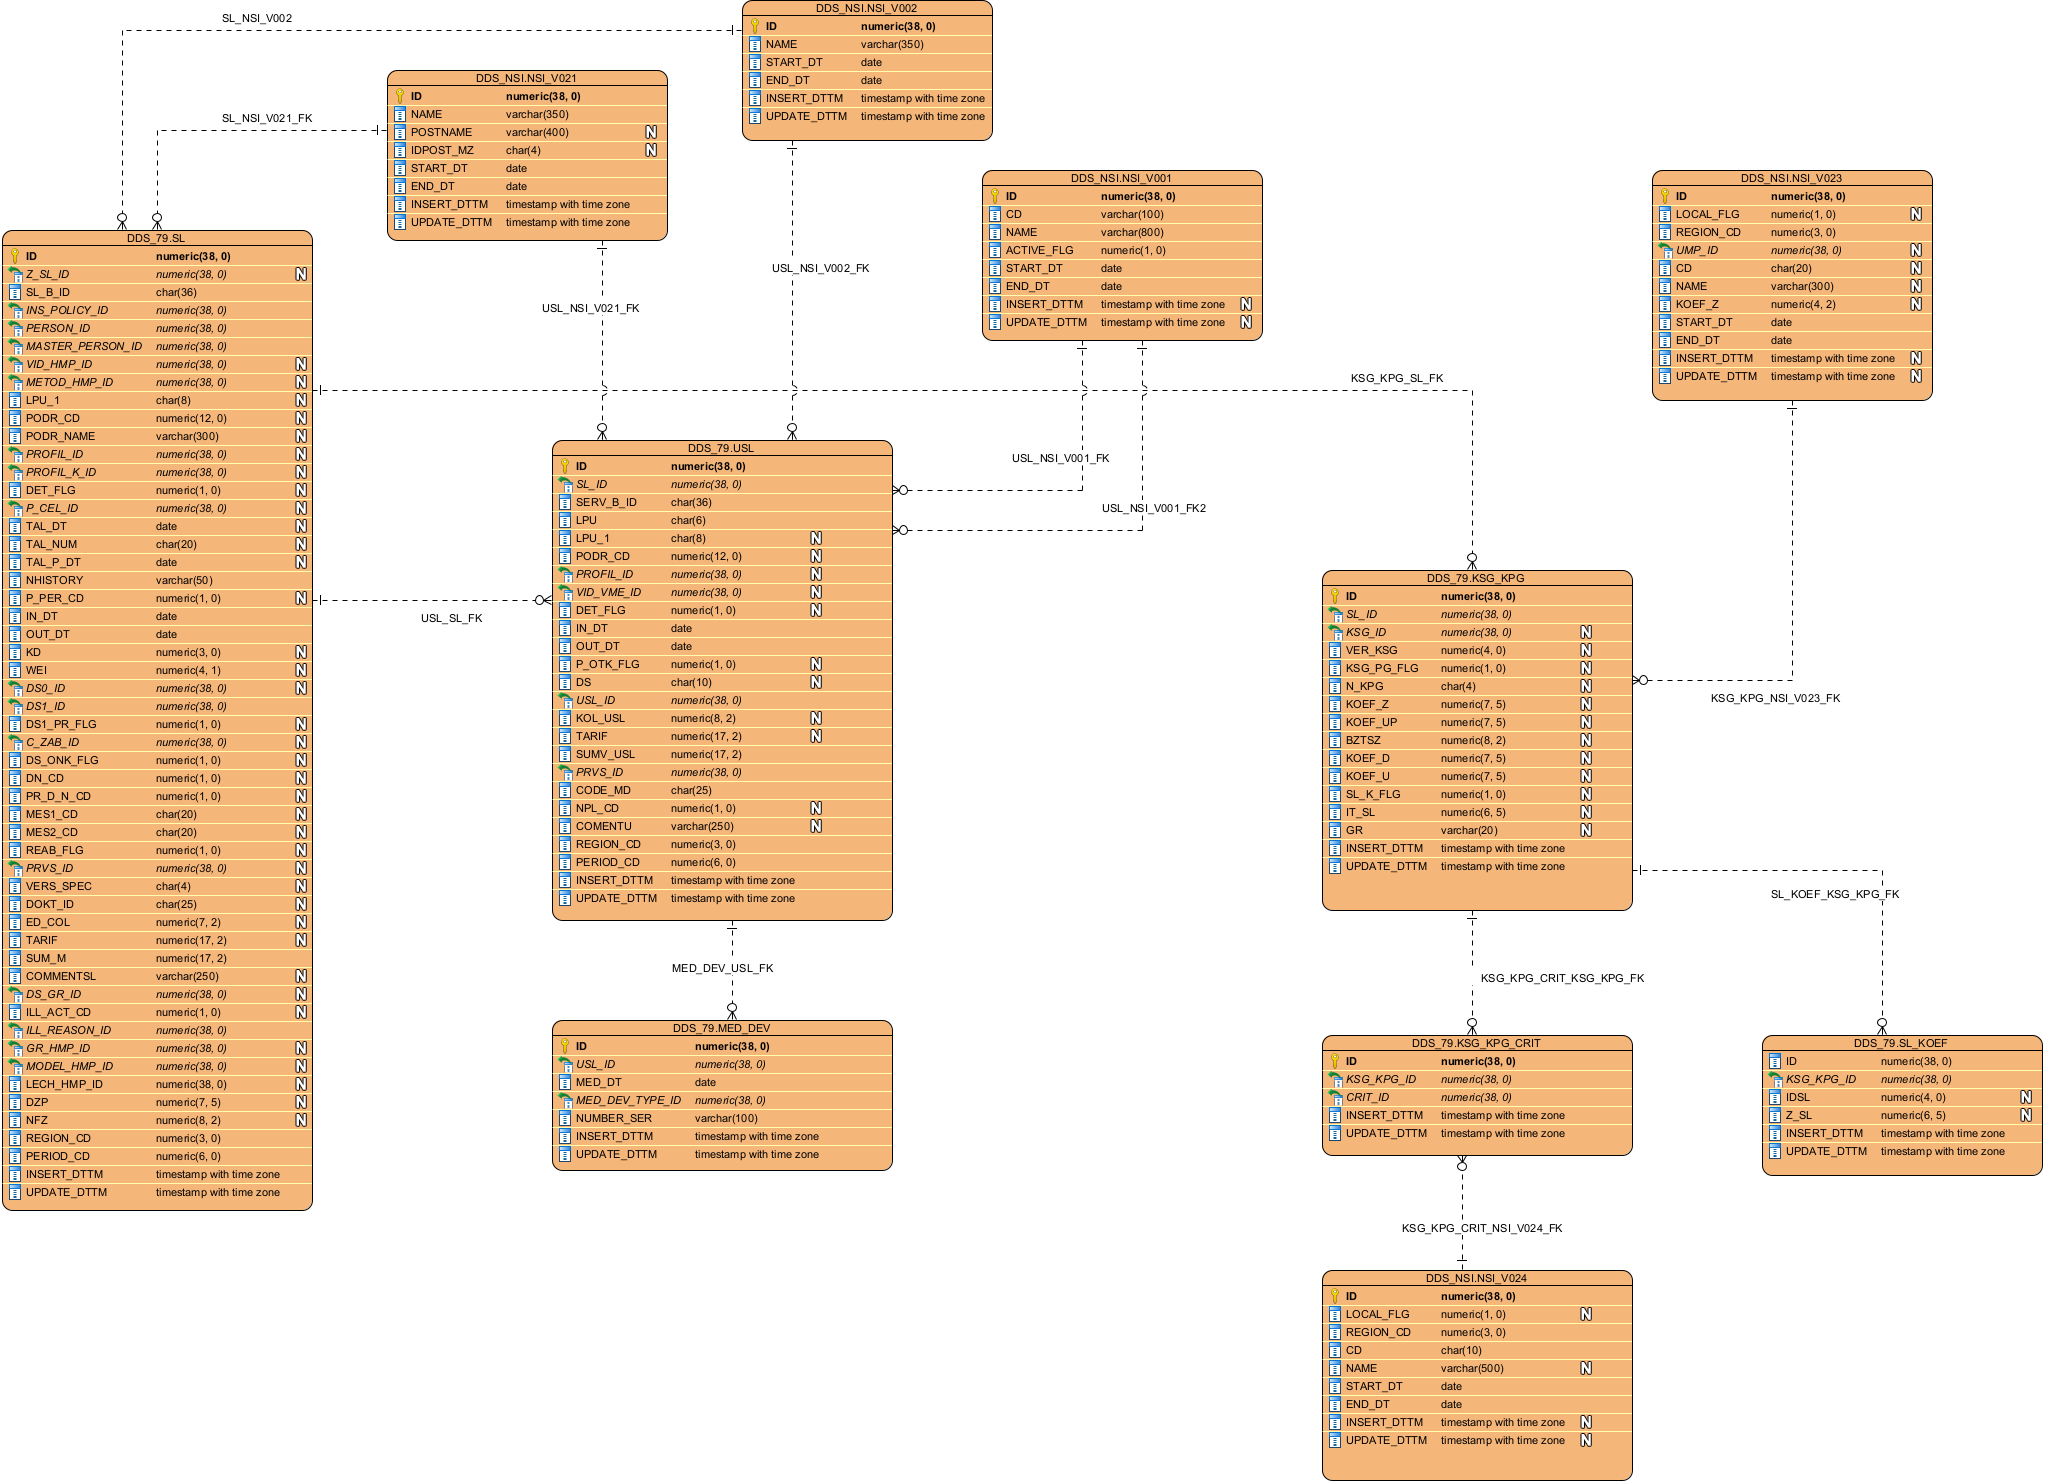 SL_NSI_V002
DDS_NSI.NSI_V002
ID numeric(38, 0)
NAME varchar(350)
START_DT date
END_DT date
INSERT_DTTM timestamp with time zone
UPDATE_DTTM timestamp with time zone
SL_NSI_V021_FK
DDS_NSI.NSI_V021
ID numeric(38, 0)
NAME varchar(350)
POSTNAME varchar(400) N
IDPOST_MZ char(4) N
START_DT date
END_DT date
INSERT_DTTM timestamp with time zone
UPDATE_DTTM timestamp with time zone
DDS_NSI.NSI_V001
ID numeric(38, 0)
CD varchar(100)
NAME varchar(800)
ACTIVE_FLG numeric(1, 0)
START_DT date
END_DT date
INSERT_DTTM timestamp with time zone N
UPDATE_DTTM timestamp with time zone N
DDS_NSI.NSI_V023
ID numeric(38, 0)
LOCAL_FLG numeric(1, 0) N
REGION_CD numeric(3, 0)
UMP_ID numeric(38, 0) N
CD char(20) N
NAME varchar(300) N
KOEF_Z numeric(4, 2) N
START_DT date
END_DT date
INSERT_DTTM timestamp with time zone N
UPDATE_DTTM timestamp with time zone N
USL_NSI_V002_FK
USL_NSI_V021_FK
KSG_KPG_SL_FK
USL_NSI_V001_FK
USL_NSI_V001_FK2
DDS_79.SL
ID numeric(38, 0)
Z_SL_ID numeric(38, 0) N
SL_B_ID char(36)
INS_POLICY_ID numeric(38, 0)
PERSON_ID numeric(38, 0)
MASTER_PERSON_ID numeric(38, 0)
VID_HMP_ID numeric(38, 0) N
METOD_HMP_ID numeric(38, 0) N
LPU_1 char(8) N
PODR_CD numeric(12, 0) N
PODR_NAME varchar(300) N
PROFIL_ID numeric(38, 0) N
PROFIL_K_ID numeric(38, 0) N
DET_FLG numeric(1, 0) N
P_CEL_ID numeric(38, 0) N
TAL_DT date N
TAL_NUM char(20) N
TAL_P_DT date N
NHISTORY varchar(50)
P_PER_CD numeric(1, 0) N
IN_DT date
OUT_DT date
KD numeric(3, 0) N
WEI numeric(4, 1) N
DS0_ID numeric(38, 0) N
DS1_ID numeric(38, 0)
DS1_PR_FLG numeric(1, 0) N
C_ZAB_ID numeric(38, 0) N
DS_ONK_FLG numeric(1, 0) N
DN_CD numeric(1, 0) N
PR_D_N_CD numeric(1, 0) N
MES1_CD char(20) N
MES2_CD char(20) N
REAB_FLG numeric(1, 0) N
PRVS_ID numeric(38, 0) N
VERS_SPEC char(4) N
DOKT_ID char(25) N
ED_COL numeric(7, 2) N
TARIF numeric(17, 2) N
SUM_M numeric(17, 2)
COMMENTSL varchar(250) N
DS_GR_ID numeric(38, 0) N
ILL_ACT_CD numeric(1, 0) N
ILL_REASON_ID numeric(38, 0)
GR_HMP_ID numeric(38, 0) N
MODEL_HMP_ID numeric(38, 0) N
LECH_HMP_ID numeric(38, 0) N
DZP numeric(7, 5) N
NFZ numeric(8, 2) N
REGION_CD numeric(3, 0)
PERIOD_CD numeric(6, 0)
INSERT_DTTM timestamp with time zone
UPDATE_DTTM timestamp with time zone
USL_SL_FK
DDS_79.USL
ID numeric(38, 0)
SL_ID numeric(38, 0)
SERV_B_ID char(36)
LPU char(6)
LPU_1 char(8) N
PODR_CD numeric(12, 0) N
PROFIL_ID numeric(38, 0) N
VID_VME_ID numeric(38, 0) N
DET_FLG numeric(1, 0) N
IN_DT date
OUT_DT date
P_OTK_FLG numeric(1, 0) N
DS char(10) N
USL_ID numeric(38, 0)
KOL_USL numeric(8, 2) N
TARIF numeric(17, 2) N
SUMV_USL numeric(17, 2)
PRVS_ID numeric(38, 0)
CODE_MD char(25)
NPL_CD numeric(1, 0) N
COMENTU varchar(250) N
REGION_CD numeric(3, 0)
PERIOD_CD numeric(6, 0)
INSERT_DTTM timestamp with time zone
UPDATE_DTTM timestamp with time zone
DDS_79.KSG_KPG
ID numeric(38, 0)
SL_ID numeric(38, 0)
KSG_ID numeric(38, 0) N
VER_KSG numeric(4, 0) N
KSG_PG_FLG numeric(1, 0) N
N_KPG char(4) N
KOEF_Z numeric(7, 5) N
KOEF_UP numeric(7, 5) N
BZTSZ numeric(8, 2) N
KOEF_D numeric(7, 5) N
KOEF_U numeric(7, 5) N
SL_K_FLG numeric(1, 0) N
IT_SL numeric(6, 5) N
GR varchar(20) N
INSERT_DTTM timestamp with time zone
UPDATE_DTTM timestamp with time zone
KSG_KPG_NSI_V023_FK
SL_KOEF_KSG_KPG_FK
MED_DEV_USL_FK
KSG_KPG_CRIT_KSG_KPG_FK
DDS_79.MED_DEV
ID numeric(38, 0)
USL_ID numeric(38, 0)
MED_DT date
MED_DEV_TYPE_ID numeric(38, 0)
NUMBER_SER varchar(100)
INSERT_DTTM timestamp with time zone
UPDATE_DTTM timestamp with time zone
DDS_79.KSG_KPG_CRIT
ID numeric(38, 0)
KSG_KPG_ID numeric(38, 0)
CRIT_ID numeric(38, 0)
INSERT_DTTM timestamp with time zone
UPDATE_DTTM timestamp with time zone
DDS_79.SL_KOEF
ID numeric(38, 0)
KSG_KPG_ID numeric(38, 0)
IDSL numeric(4, 0) N
Z_SL numeric(6, 5) N
INSERT_DTTM timestamp with time zone
UPDATE_DTTM timestamp with time zone
KSG_KPG_CRIT_NSI_V024_FK
DDS_NSI.NSI_V024
ID numeric(38, 0)
LOCAL_FLG numeric(1, 0) N
REGION_CD numeric(3, 0)
CD char(10)
NAME varchar(500) N
START_DT date
END_DT date
INSERT_DTTM timestamp with time zone N
UPDATE_DTTM timestamp with time zone N